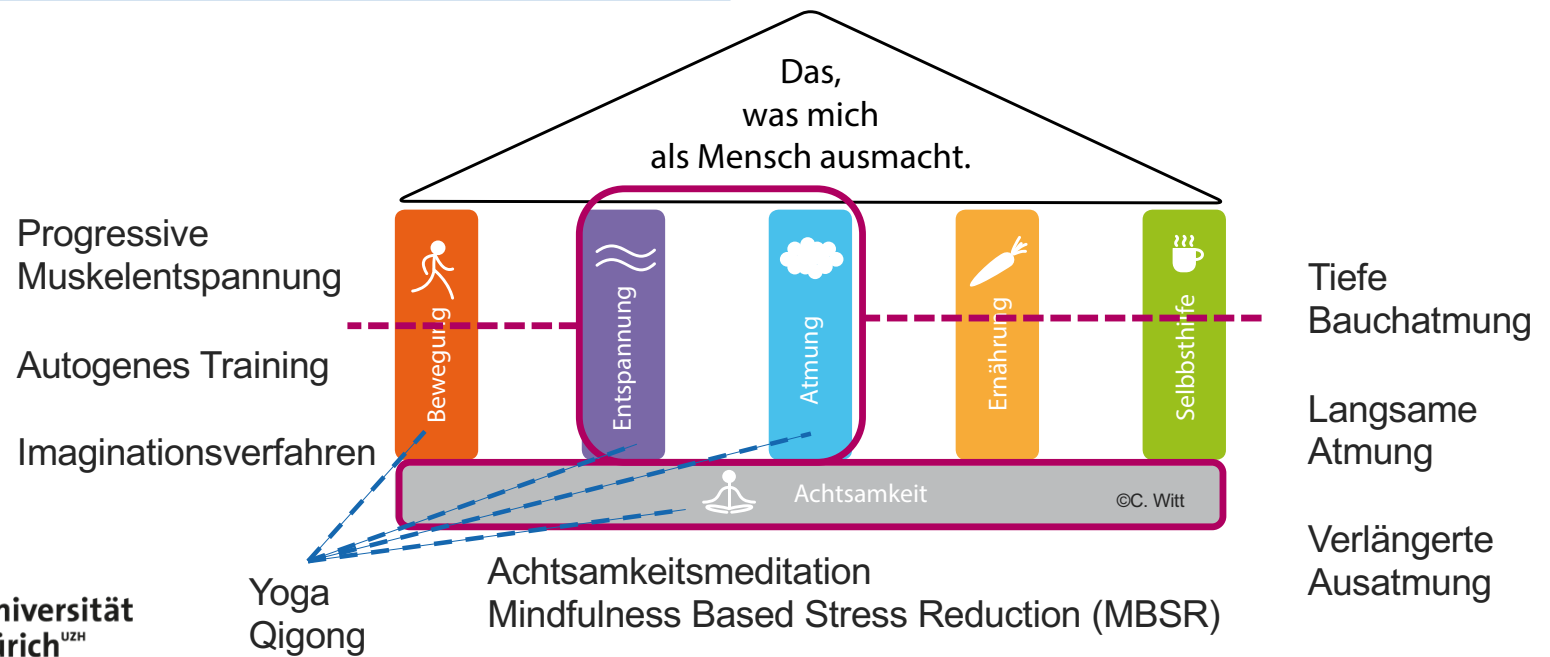 Das,
was mich
als Mensch ausmacht.
Progressive
Muskelentspannung
Autogenes Training
Imaginationsverfahren
Bewegung
Entspannung
Atmung
Ernährung
Selbbsthilfe
Tiefe
Bauchatmung
Langsame
Atmung
Verlängerte
Ausatmung
Achtsamkeit
©C. Witt
Yoga
Qigong
Achtsamkeitsmeditation
Mindfulness Based Stress Reduction (MBSR)
niversität
ürich UZH